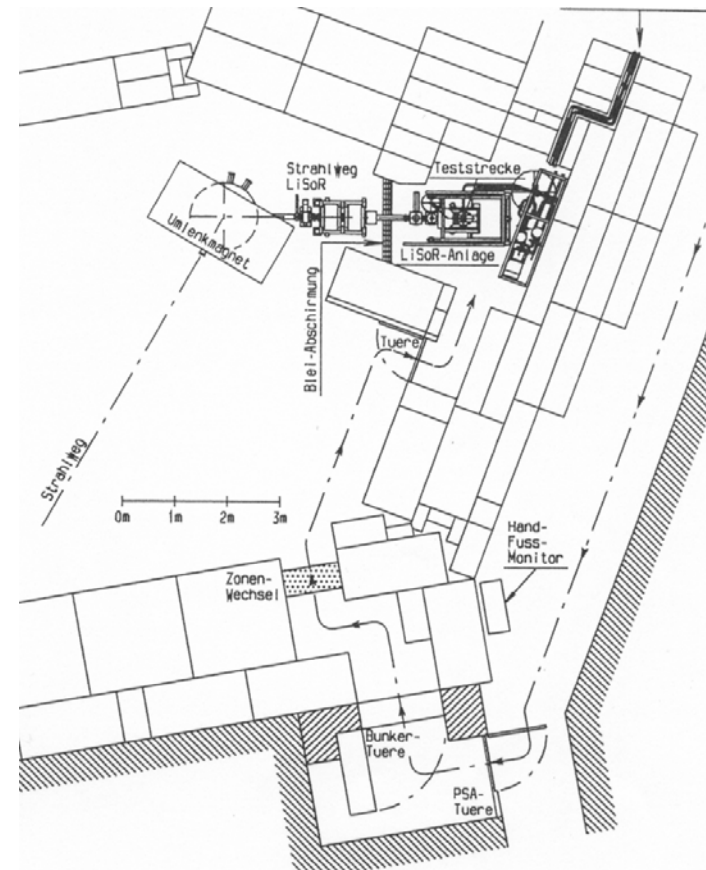 Strahlweg
LiSoR
Teststrecke
Umlenkmagnet
LiSoR-Anlage
Blei-Abschirmung
Tuere
Strahlweg
0m 1m 2m 3m
Hand-
Fuss-
Monitor
Zonen-
Wechsel
Bunker-
Tuere
PSA-
Tuere